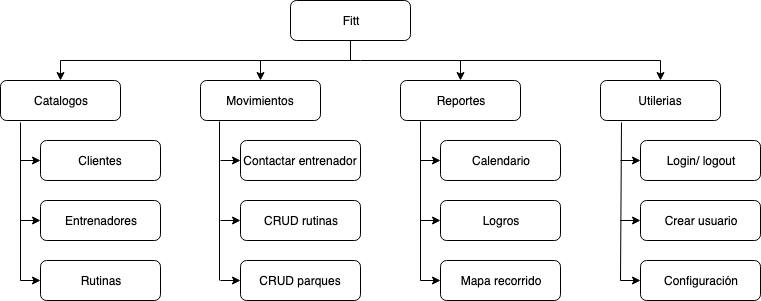 Fitt
Catalogos
Movimientos
Reportes
Utilerias
Clientes
Contactar entrenador
Calendario
Login/ logout
Entrenadores
CRUD rutinas
Logros
Crear usuario
Rutinas
CRUD parques
Mapa recorrido
Configuración